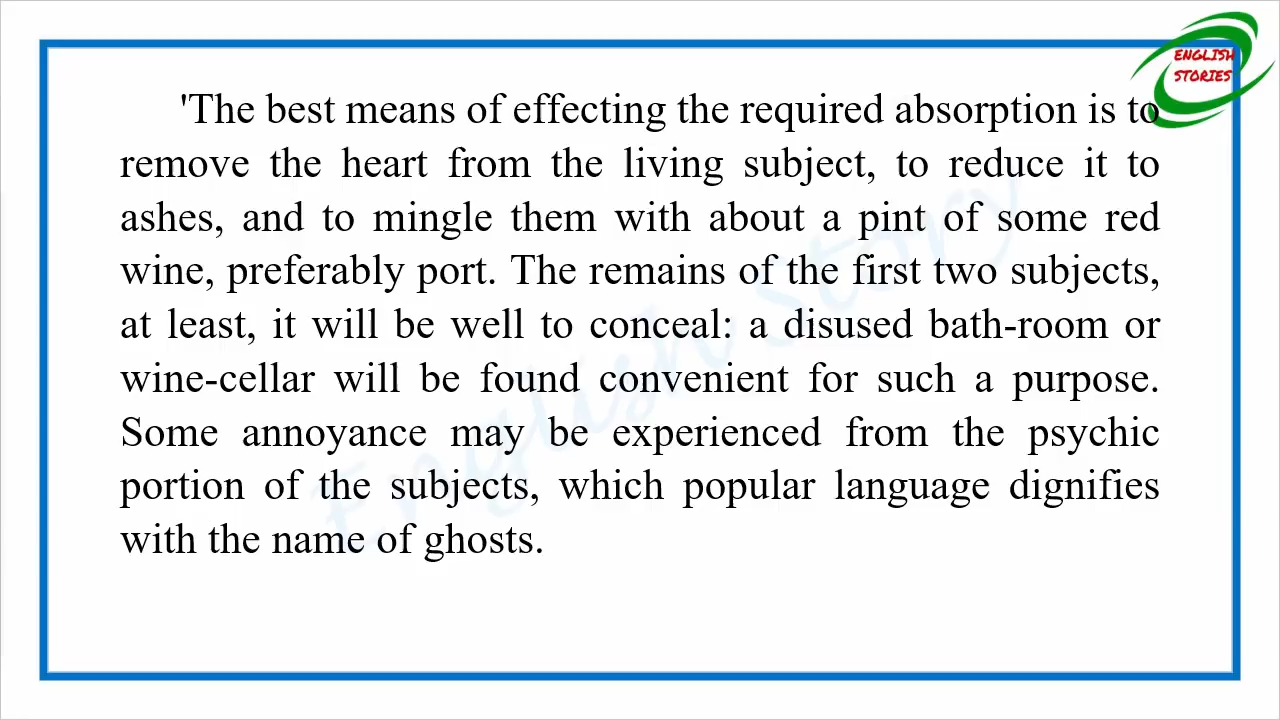 ENGLISH
STORIES
'The best means of effecting the required absorption is to
remove the heart from the living subject, to reduce it to
ashes, and to mingle them with about a pint of some red
wine, preferably port. The remains of the first two subjects,
at least, it will be well to conceal: a disused bath-room or
wine-cellar will be found convenient for such a purpose.
Some annoyance may be experienced from the psychic
portion of the subjects, which popular language dignifies
with the name of ghosts.
English Story